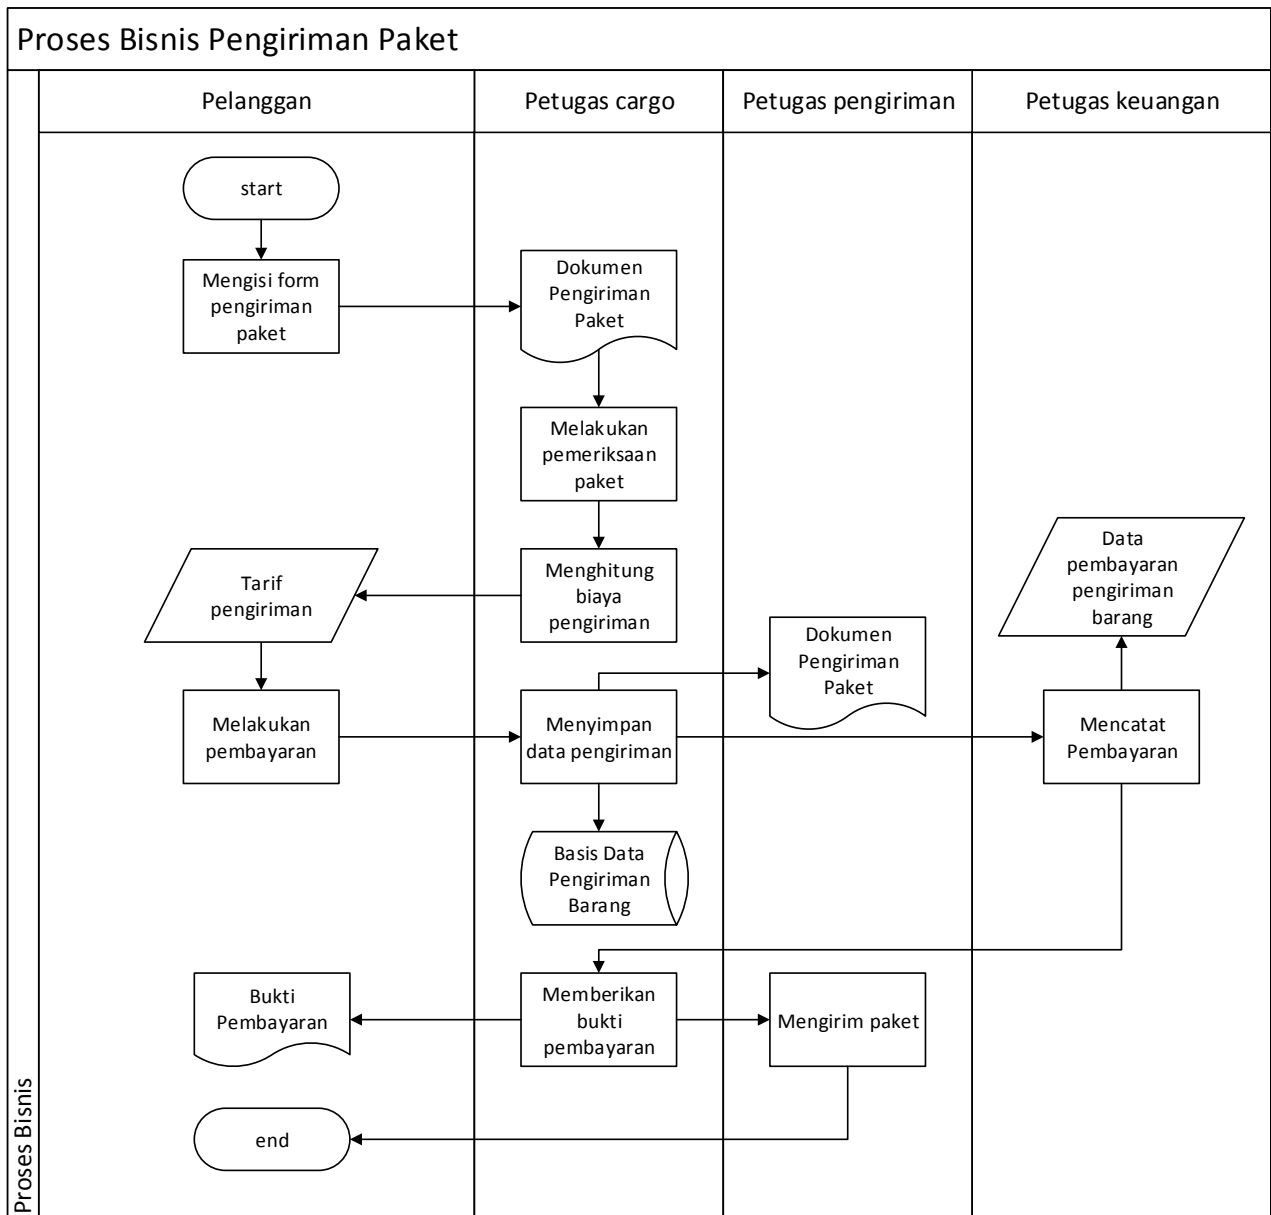 Proses Bisnis Pengiriman Paket
Pelanggan
Petugas cargo
Petugas pengiriman
Petugas keuangan
start
Mengisi form
pengiriman
paket
Dokumen
Pengiriman
Paket
Melakukan
pemeriksaan
paket
Menghitung
biaya
pengiriman
Tarif
pengiriman
Data
pembayaran
pengiriman
barang
Dokumen
Pengiriman
Paket
Melakukan
pembayaran
Menyimpan
data pengiriman
Mencatat
Pembayaran
Basis Data
Pengiriman
Barang
Bukti
Pembayaran
Memberikan
bukti
pembayaran
Mengirim paket
end
Proses Bisnis